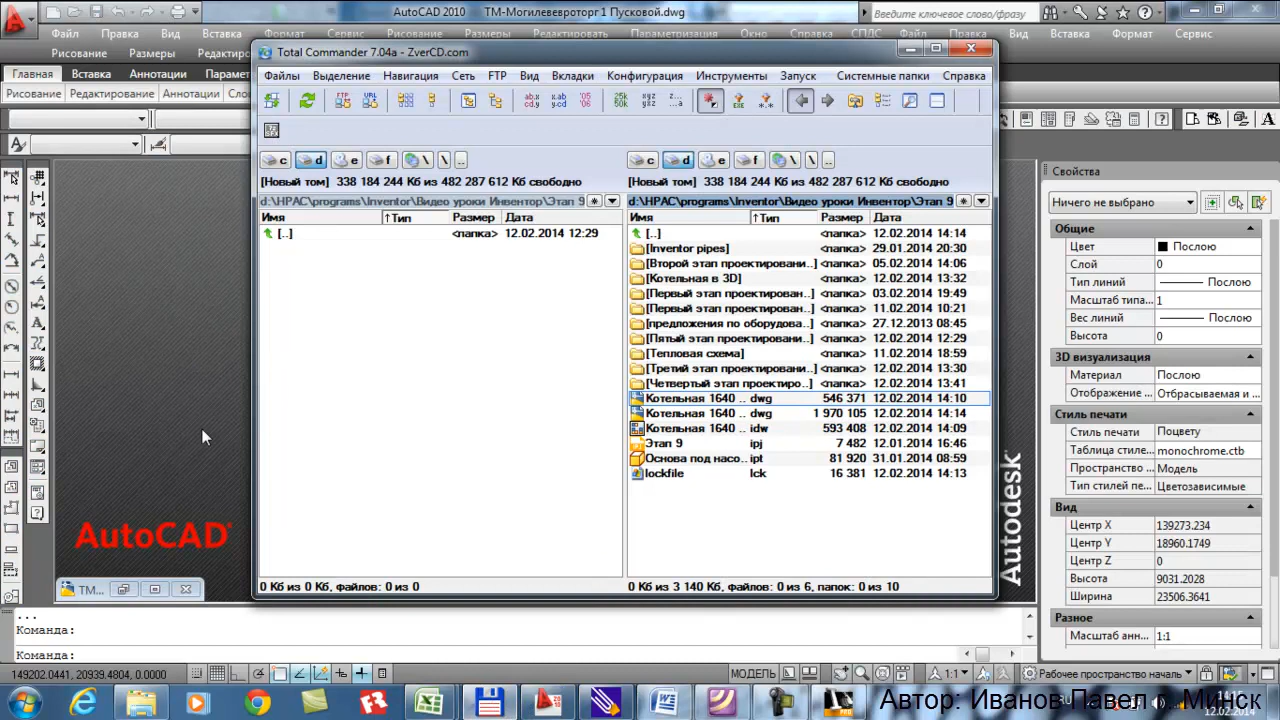 AutoCAD 2010 ТМ-Могилевевроторг 1 Пусковой.dwg
Введите ключевое слово/фразу
Файл Правка Вид Вставка Формат Сервис Рисование Размеры Редактировать Параметризация Окно Справка СПДС Правка Вид Вставка Формат Сервис
Рисование Размеры
Главная Вставка Аннотации
Рисование Редактирование Аннотации
Total Commander 7.04a - ZverCD.com
Файлы Выделение Навигация Сеть FTP Вид Вкладки Конфигурация Инструменты Запуск Системные папки Справка
c d e f \ \ ..
c d e f \ \ ..
[Новый том] 338 184 244 Кб из 482 287 612 Кб свободно
[Новый том] 338 184 244 Кб из 482 287 612 Кб свободно
d:\HPAC\programs\Inventor\Видео уроки Инвентор\Этап 9
d:\HPAC\programs\Inventor\Видео уроки Инвентор\Этап 9
Имя ↑Тип Размер Дата
[..] <папка> 12.02.2014 12:29
Имя ↑Тип Размер Дата
[..] <папка> 12.02.2014 14:14
[Inventor pipes] <папка> 29.01.2014 20:30
[Второй этап проектировани..] <папка> 05.02.2014 14:06
[Котельная в 3D] <папка> 12.02.2014 13:32
[Первый этап проектирован..] <папка> 03.02.2014 19:49
[Первый этап проектирован..] <папка> 11.02.2014 10:21
[предложения по оборудова..] <папка> 27.12.2013 08:45
[Пятый этап проектировани..] <папка> 12.02.2014 12:29
[Тепловая схема] <папка> 11.02.2014 18:59
[Третий этап проектировани..] <папка> 12.02.2014 13:30
[Четвертый этап проектиро..] <папка> 12.02.2014 13:41
Котельная 1640 .. dwg 546 371 12.02.2014 14:10
Котельная 1640 .. dwg 1 970 105 12.02.2014 14:14
Котельная 1640 .. idw 593 408 12.02.2014 14:09
Этап 9 ipj 7 482 12.01.2014 16:46
Основа под насо.. ipt 81 920 31.01.2014 08:59
lockfile lck 16 381 12.02.2014 14:13
0 Кб из 0 Кб, файлов: 0 из 0
0 Кб из 3 140 Кб, файлов: 0 из 6, папок: 0 из 10
Свойства
Ничего не выбрано
Общие
Цвет Послою
Слой 0
Тип линий Послою
Масштаб типа... 1
Вес линий Послою
Высота 0
3D визуализация
Материал Послою
Отображение ... Отбрасываемая и ...
Стиль печати
Стиль печати Поцвету
Таблица стиле... monochrome.ctb
Пространство ... Модель
Тип стилей пе... Цветозависимые
Вид
Центр X 139273.234
Центр Y 18960.1749
Центр Z 0
Высота 9031.2028
Ширина 23506.3641
Разное
Масштаб анн... 1:1
AutoCAD
Autodesk
ТМ...
...
Команда:
Команда:
149202.0441, 20939.4804, 0.0000
МОДЕЛЬ
1:1
Рабочее пространство начальное
Автор: Иванов Павел г. Минск
12.02.2014